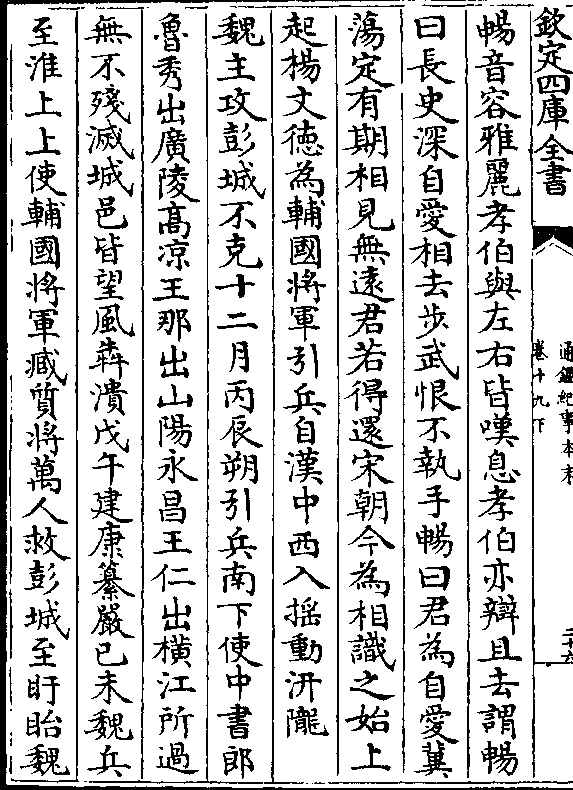 欽定四庫全書
通鑑紀事本末
卷十九下
二十六
暢音容雅麗孝伯與左右皆嘆息孝伯亦辯且去謂暢
曰長史深自愛相去步武恨不執手暢曰君為自愛冀
蕩定有期相見無遠君若得還宋朝今為相識之始上
起楊文德為輔國將軍引兵自漢中西入揺動汧隴
魏主攻彭城不克十二月丙辰朔引兵南下使中書郎
魯秀出廣陵髙凉王那出山陽永昌王仁出横江所過
無不殘滅城邑皆望風犇潰戊午建康纂嚴已未魏兵
至淮上上使輔國將軍臧質將萬人救彭城至盱眙魏